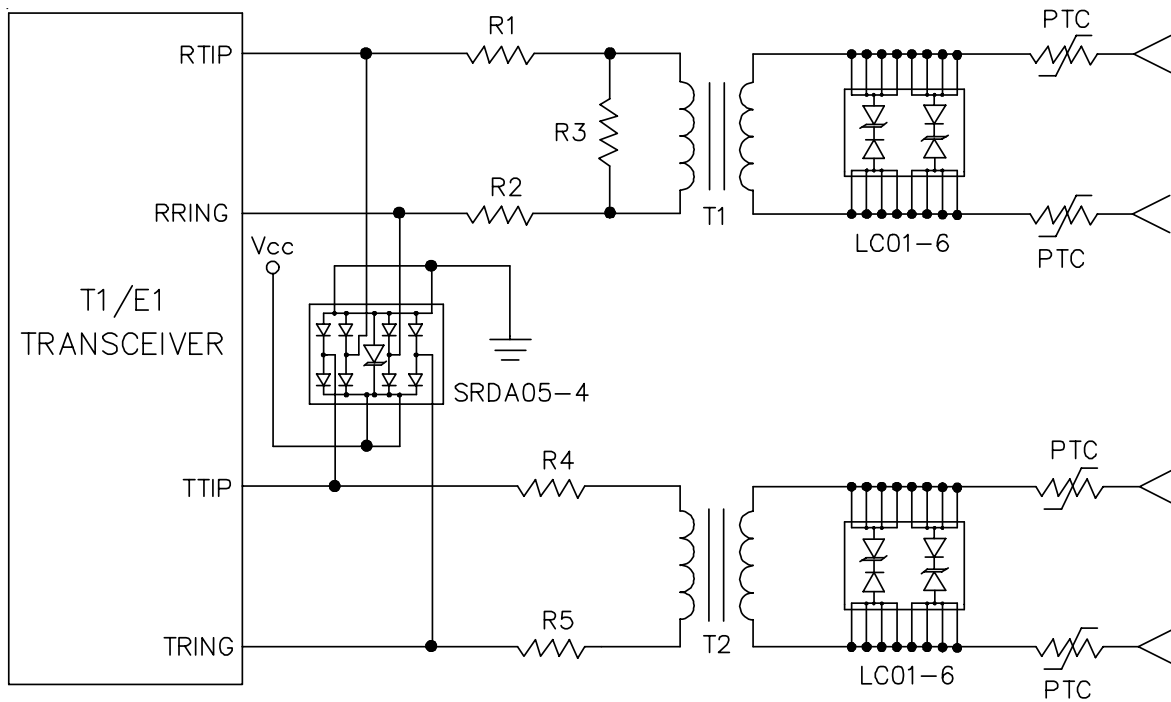 PTC
RTIP
R1
R3
RRING
R2
T1
LC01-6
PTC
Vcc
T1/E1
TRANSCEIVER
SRDA05-4
PTC
TTIP
R4
TRING
R5
T2
LC01-6
PTC